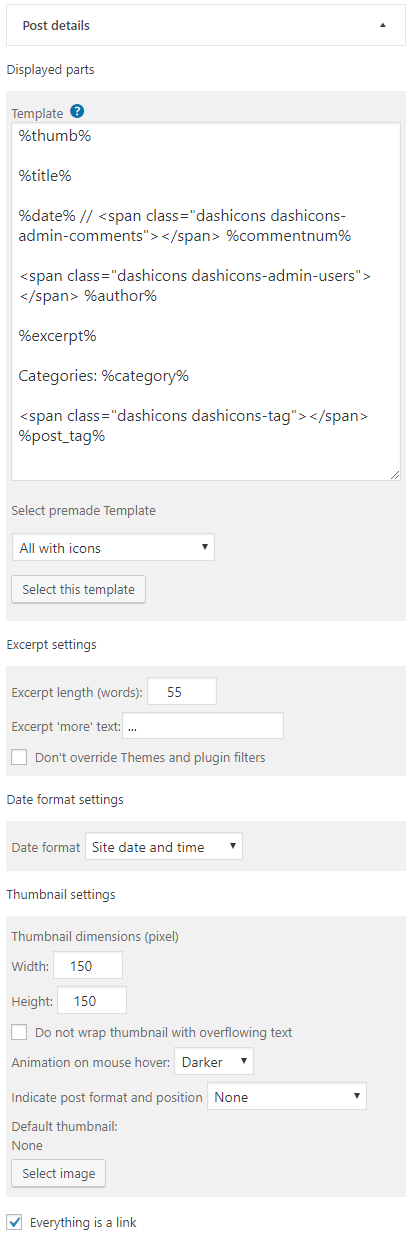 Post details
Displayed parts
Template ?
%thumb%
%title%
%date% // <span class="dashicons dashicons-
admin-comments"></span> %commentnum%
<span class="dashicons dashicons-admin-users">
</span> %author%
%excerpt%
Categories: %category%
<span class="dashicons dashicons-tag"></span>
%post_tag%
Select premade Template
All with icons
Select this template
Excerpt settings
Excerpt length (words): 55
Excerpt 'more' text: ...
Don't override Themes and plugin filters
Date format settings
Date format Site date and time
Thumbnail settings
Thumbnail dimensions (pixel)
Width: 150
Height: 150
Do not wrap thumbnail with overflowing text
Animation on mouse hover: Darker
Indicate post format and position None
Default thumbnail:
None
Select image
Everything is a link